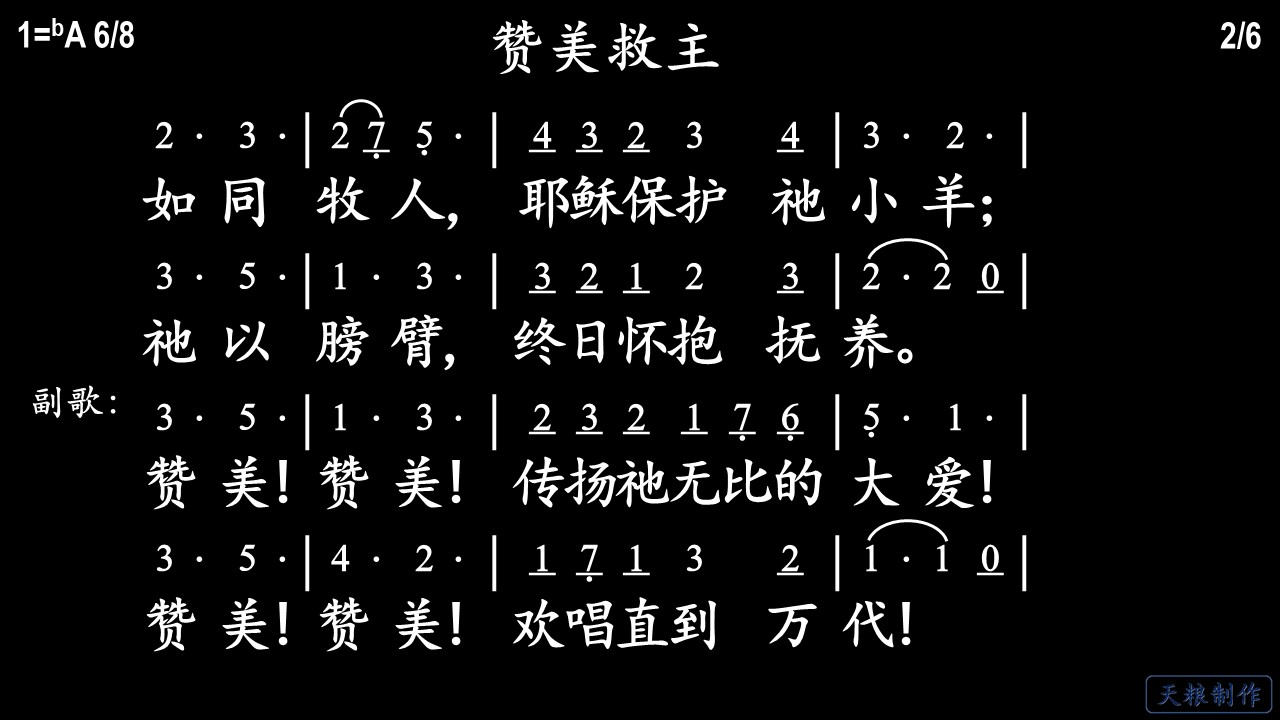 1=ᵇA 6/8
赞美救主
2/6
2 · 3 · | 2 7̣ 5̣ · | 4 3 2 3 4 | 3 · 2 · |
如 同 牧 人, 耶稣保护 祂 小 羊;
3 · 5 · | 1 · 3 · | 3 2 1 2 3 | 2 · 2 0 |
祂 以 膀 臂, 终日怀抱 抚 养。
副歌:
3 · 5 · | 1 · 3 · | 2 3 2 1 7̣ 6̣ | 5̣ · 1 · |
赞 美! 赞 美! 传扬祂无比的 大 爱!
3 · 5 · | 4 · 2 · | 1 7̣ 1 3 2 | 1 · 1 0 |
赞 美! 赞 美! 欢唱直到 万 代!
天粮制作